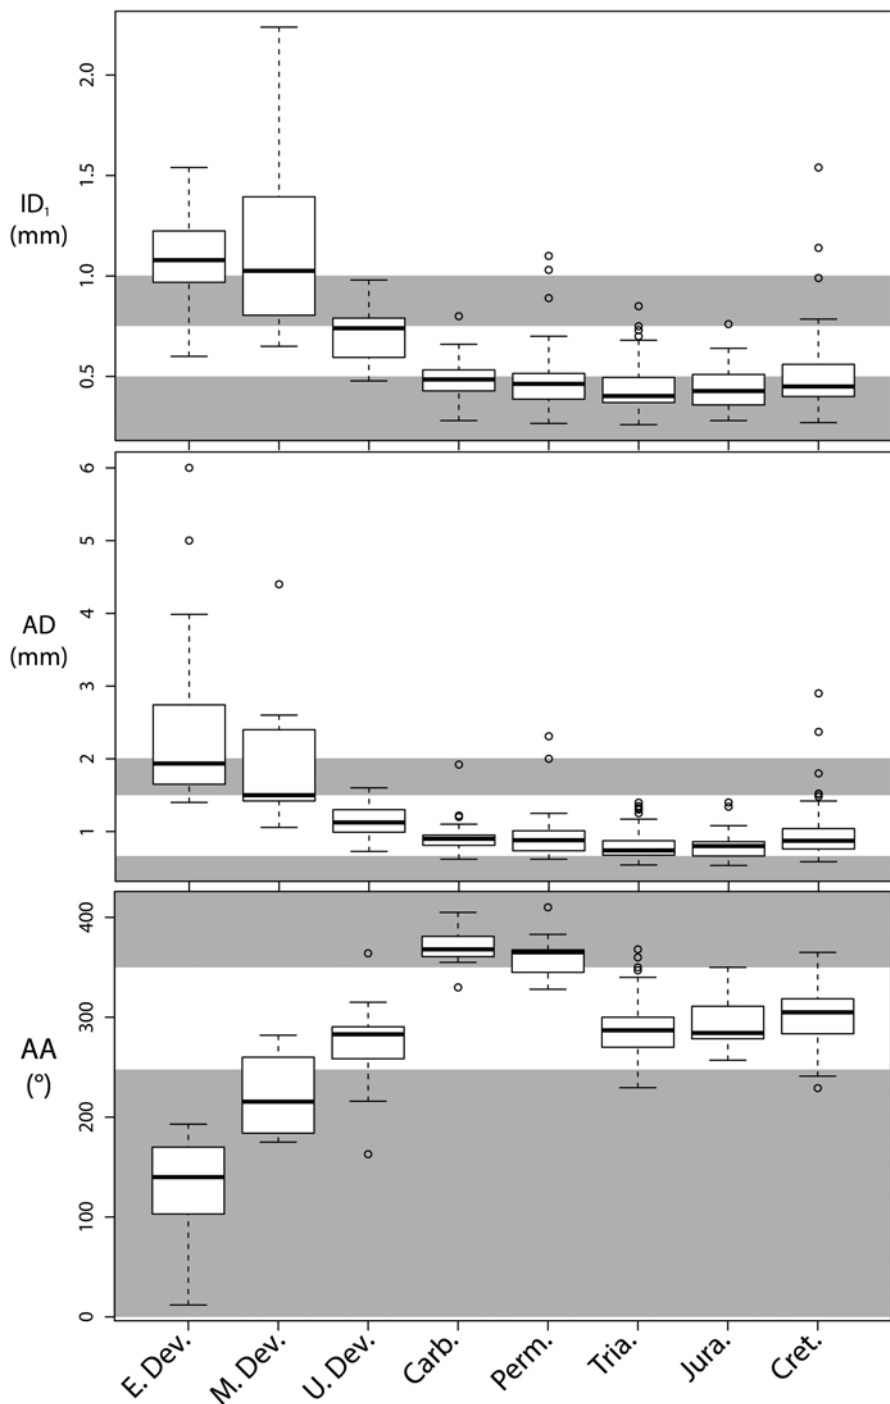 2.0
1.5
ID₁
(mm)
1.0
0.5
6
5
AD
(mm)
4
3
2
1
400
300
AA
(°)
200
100
0
E. Dev.
M. Dev.
U. Dev.
Carb.
Perm.
Tria.
Jura.
Cret.